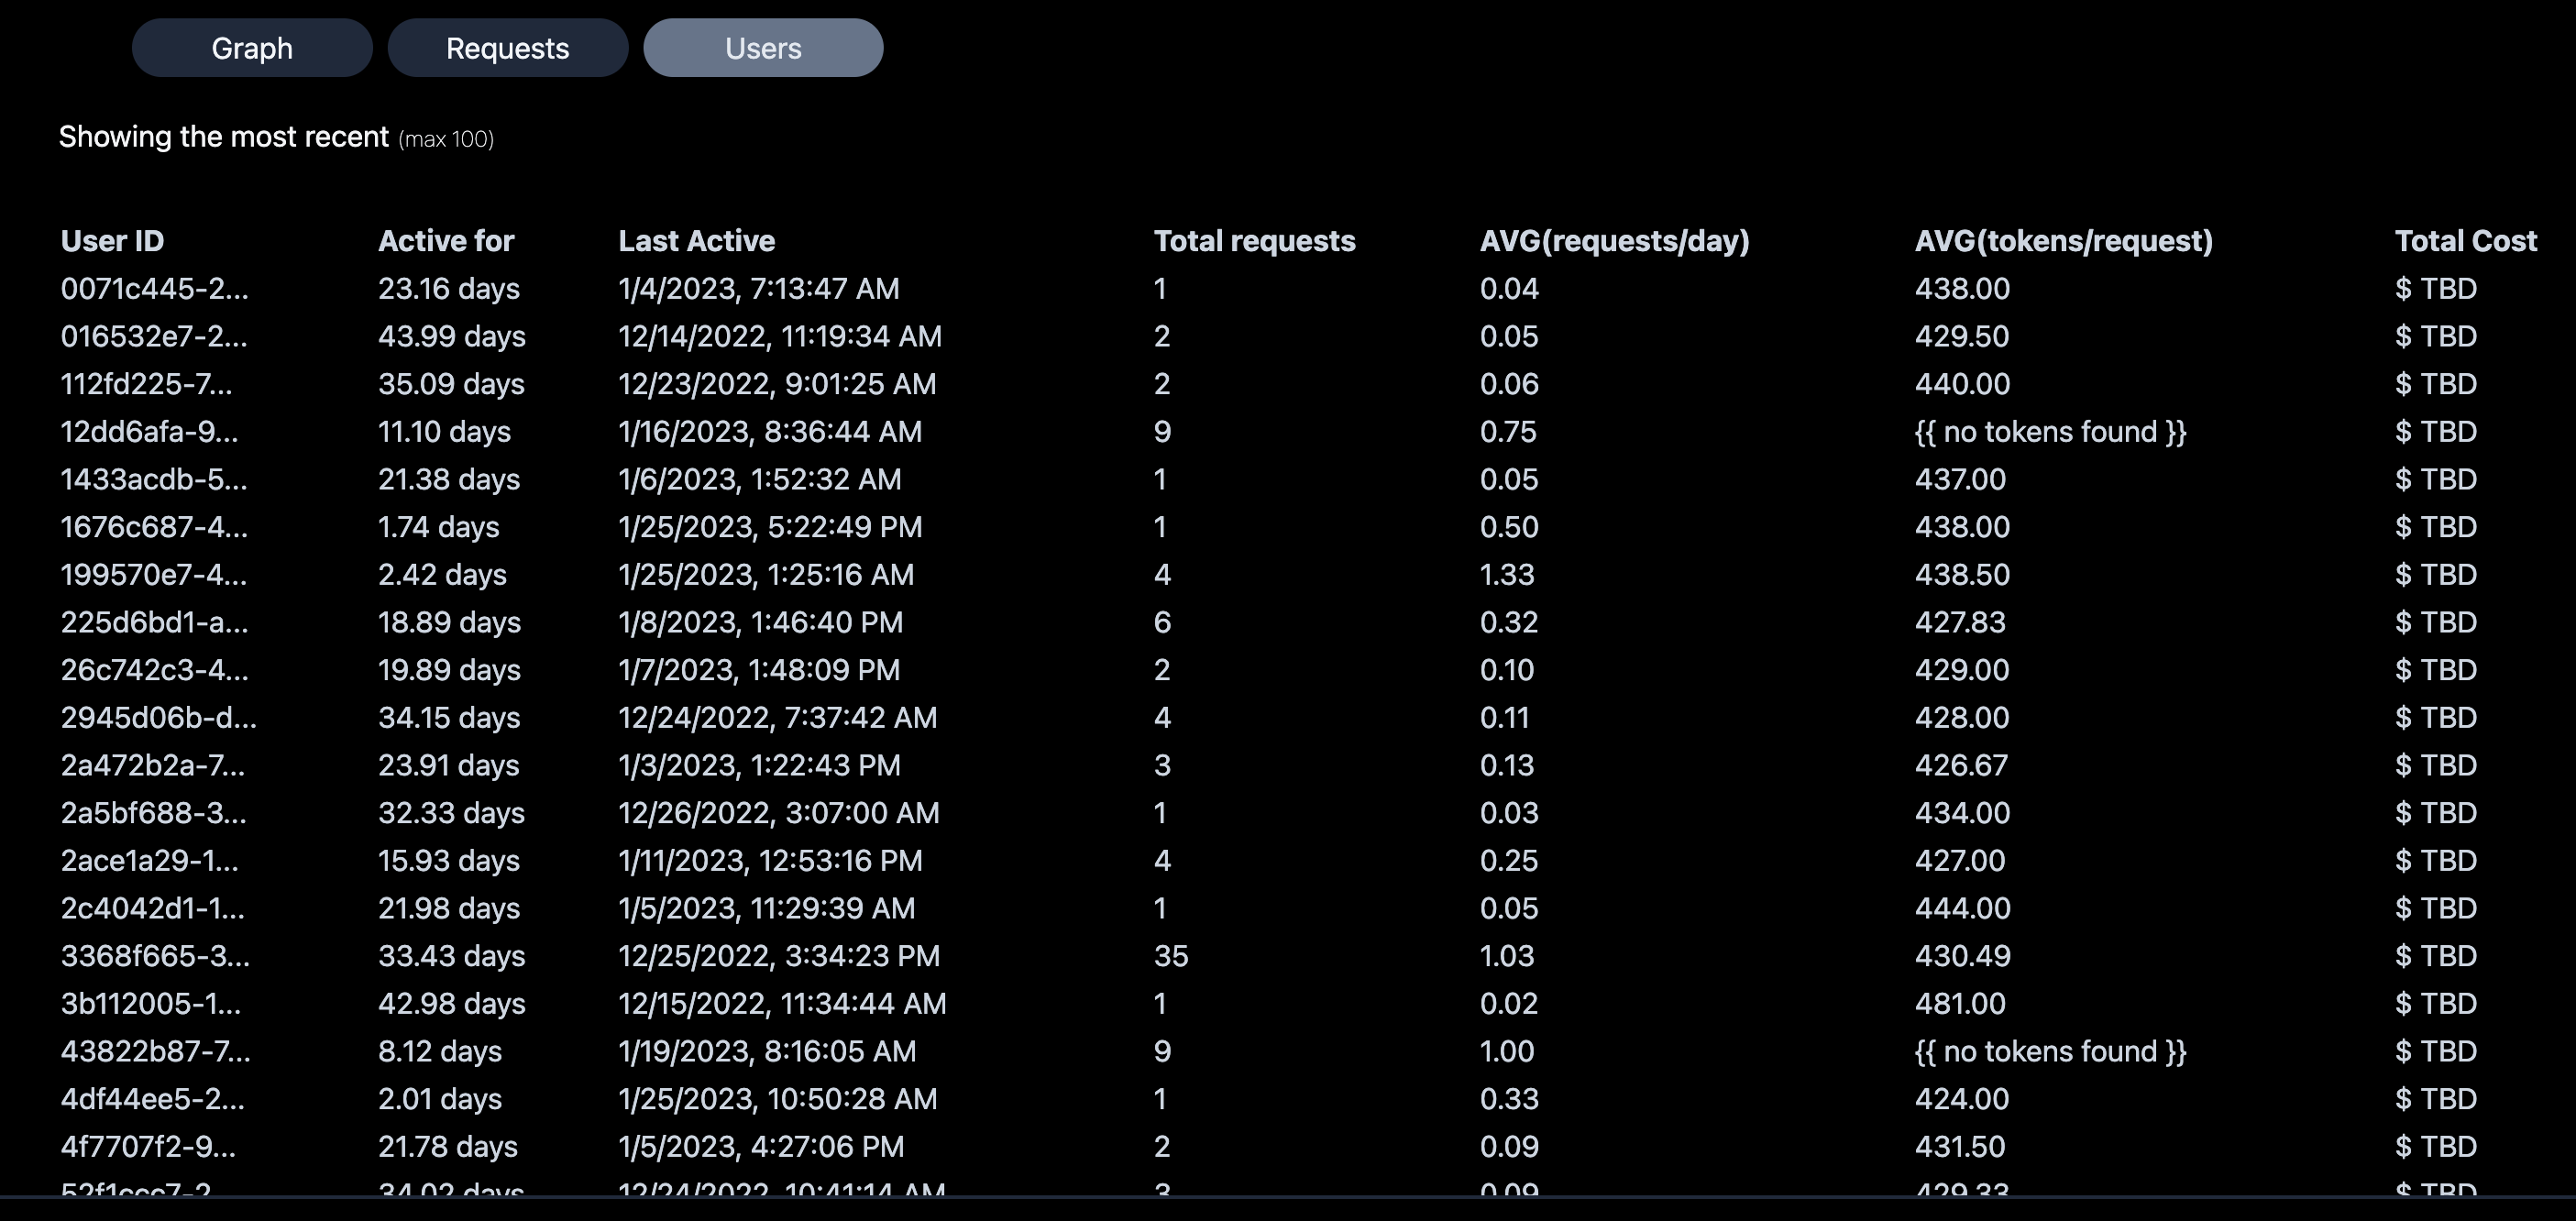 Graph Requests Users
Showing the most recent (max 100)
User ID Active for Last Active Total requests AVG(requests/day) AVG(tokens/request) Total Cost
0071c445-2... 23.16 days 1/4/2023, 7:13:47 AM 1 0.04 438.00 $ TBD
016532e7-2... 43.99 days 12/14/2022, 11:19:34 AM 2 0.05 429.50 $ TBD
112fd225-7... 35.09 days 12/23/2022, 9:01:25 AM 2 0.06 440.00 $ TBD
12dd6afa-9... 11.10 days 1/16/2023, 8:36:44 AM 9 0.75 {{ no tokens found }} $ TBD
1433acdb-5... 21.38 days 1/6/2023, 1:52:32 AM 1 0.05 437.00 $ TBD
1676c687-4... 1.74 days 1/25/2023, 5:22:49 PM 1 0.50 438.00 $ TBD
199570e7-4... 2.42 days 1/25/2023, 1:25:16 AM 4 1.33 438.50 $ TBD
225d6bd1-a... 18.89 days 1/8/2023, 1:46:40 PM 6 0.32 427.83 $ TBD
26c742c3-4... 19.89 days 1/7/2023, 1:48:09 PM 2 0.10 429.00 $ TBD
2945d06b-d... 34.15 days 12/24/2022, 7:37:42 AM 4 0.11 428.00 $ TBD
2a472b2a-7... 23.91 days 1/3/2023, 1:22:43 PM 3 0.13 426.67 $ TBD
2a5bf688-3... 32.33 days 12/26/2022, 3:07:00 AM 1 0.03 434.00 $ TBD
2ace1a29-1... 15.93 days 1/11/2023, 12:53:16 PM 4 0.25 427.00 $ TBD
2c4042d1-1... 21.98 days 1/5/2023, 11:29:39 AM 1 0.05 444.00 $ TBD
3368f665-3... 33.43 days 12/25/2022, 3:34:23 PM 35 1.03 430.49 $ TBD
3b112005-1... 42.98 days 12/15/2022, 11:34:44 AM 1 0.02 481.00 $ TBD
43822b87-7... 8.12 days 1/19/2023, 8:16:05 AM 9 1.00 {{ no tokens found }} $ TBD
4df44ee5-2... 2.01 days 1/25/2023, 10:50:28 AM 1 0.33 424.00 $ TBD
4f7707f2-9... 21.78 days 1/5/2023, 4:27:06 PM 2 0.09 431.50 $ TBD
52f1ccc7-2 34.02 days 12/24/2022, 10:41:14 AM 3 0.09 429.33 $ TBD